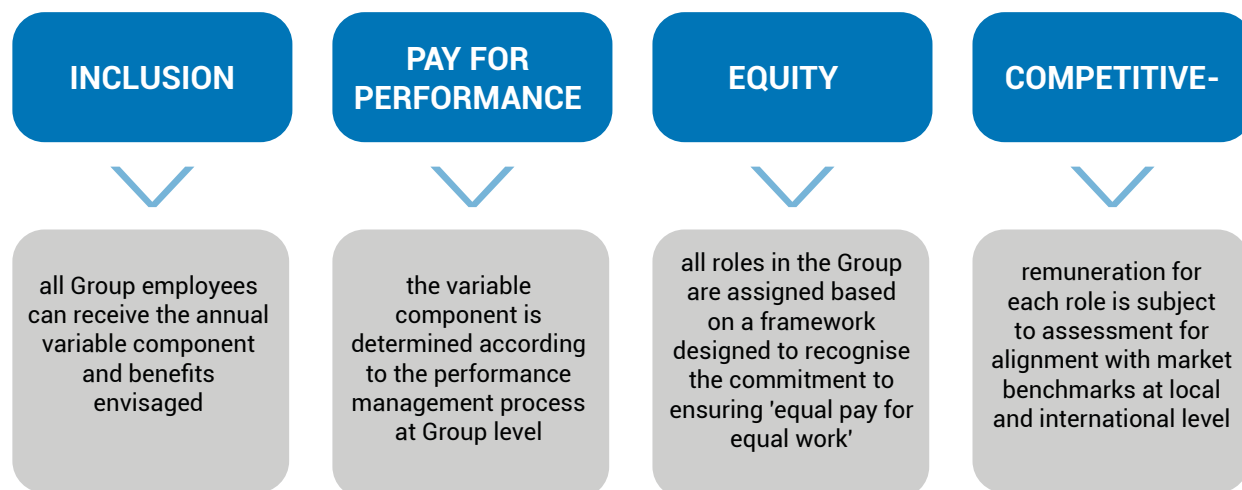 INCLUSION
all Group employees
can receive the annual
variable component
and benefits
envisaged
PAY FOR
PERFORMANCE
the variable
component is
determined according
to the performance
management process
at Group level
EQUITY
all roles in the Group
are assigned based
on a framework
designed to recognise
the commitment to
ensuring 'equal pay for
equal work'
COMPETITIVE-
remuneration for
each role is subject
to assessment for
alignment with market
benchmarks at local
and international level